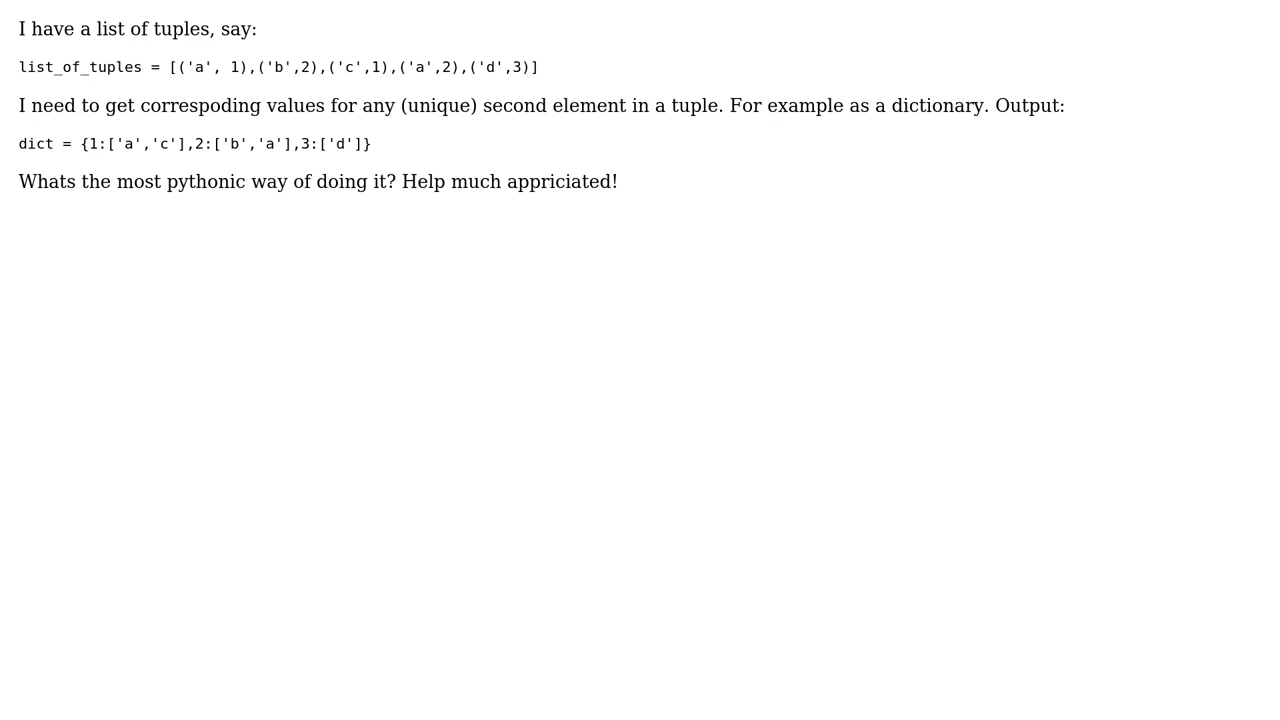 I have a list of tuples, say:
list_of_tuples = [('a', 1),('b',2),('c',1),('a',2),('d',3)]
I need to get correspoding values for any (unique) second element in a tuple. For example as a dictionary. Output:
dict = {1:['a','c'],2:['b','a'],3:['d']}
Whats the most pythonic way of doing it? Help much appriciated!